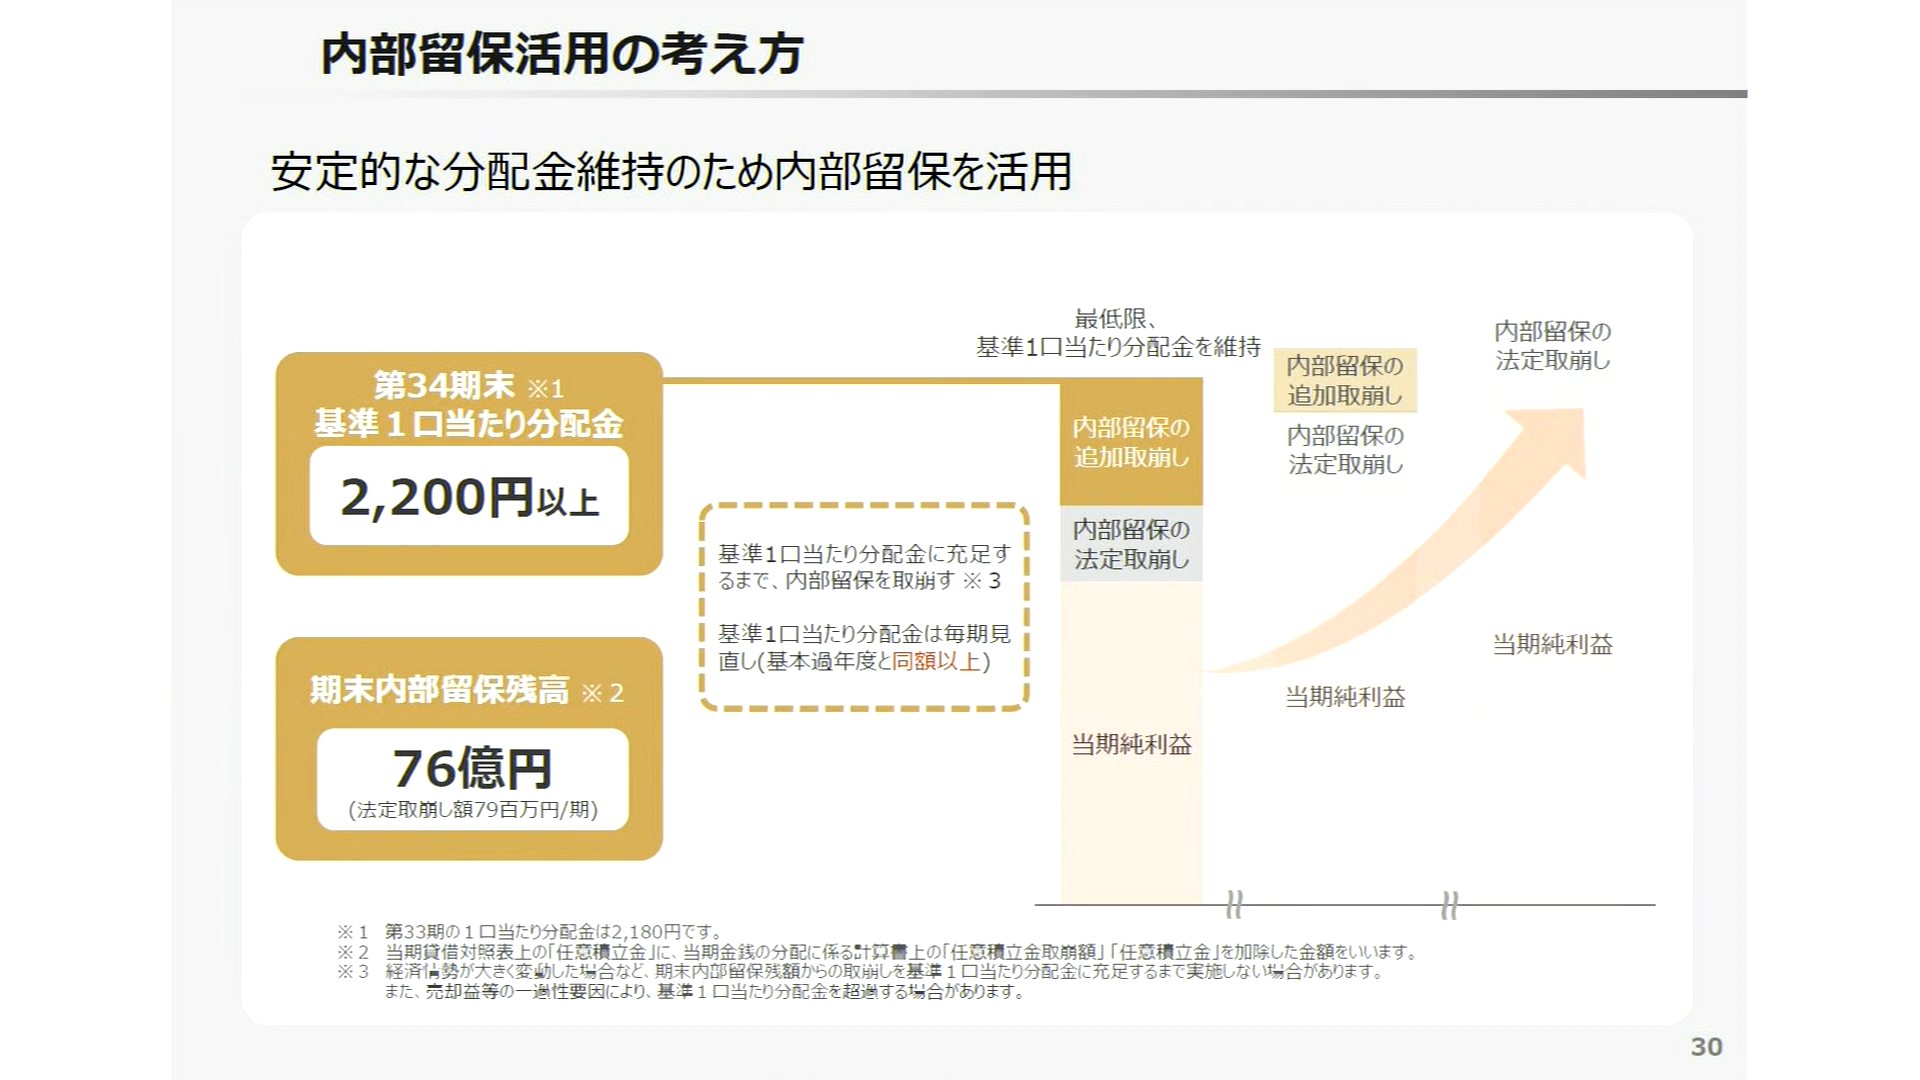 内部留保活用の考え方
安定的な分配金維持のため内部留保を活用
第34期末 ※1
基準１口当たり分配金
2,200円以上
期末内部留保残高 ※２
76億円
(法定取崩し額79百万円/期)
基準1口当たり分配金に充足す
るまで、内部留保を取崩す ※３
基準1口当たり分配金は毎期見
直し(基本過年度と同額以上)
最低限、
基準1口当たり分配金を維持
内部留保の
追加取崩し
内部留保の
法定取崩し
当期純利益
内部留保の
追加取崩し
内部留保の
法定取崩し
当期純利益
内部留保の
法定取崩し
当期純利益
※１　第33期の１口当たり分配金は2,180円です。
※２　当期貸借対照表上の「任意積立金」に、当期金銭の分配に係る計算書上の「任意積立金取崩額」「任意積立金」を加除した金額をいいます。
※３　経済情勢が大きく変動した場合など、期末内部留保残額からの取崩しを基準１口当たり分配金に充足するまで実施しない場合があります。
また、売却益等の一過性要因により、基準１口当たり分配金を超過する場合があります。
30